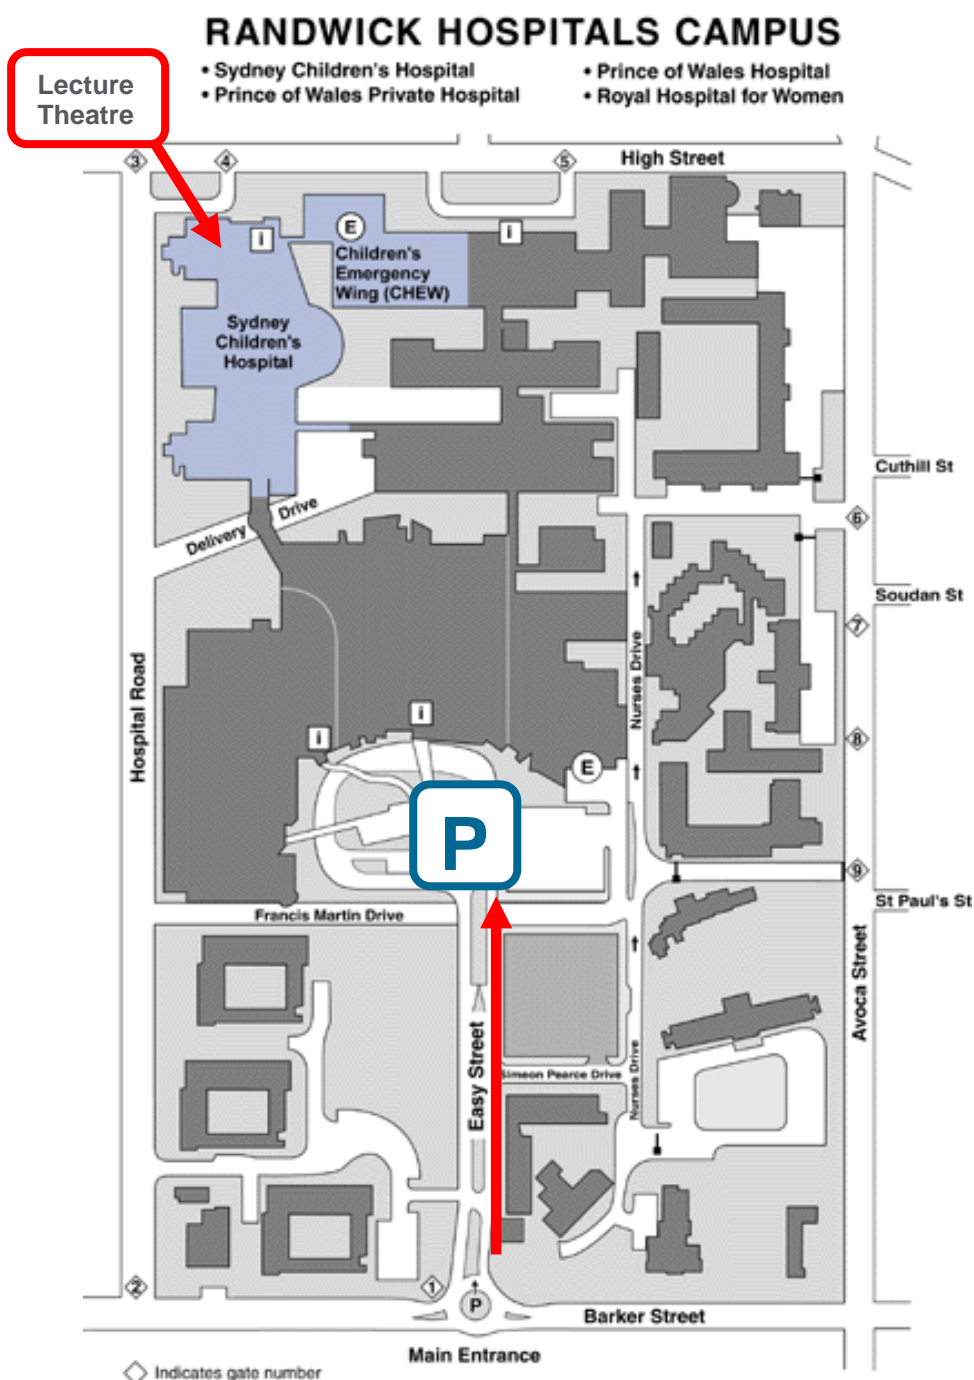 RANDWICK HOSPITALS CAMPUS
• Sydney Children's Hospital
• Prince of Wales Private Hospital
• Prince of Wales Hospital
• Royal Hospital for Women
Lecture
Theatre
3
4
5
High Street
i
E
i
Children's
Emergency
Wing (CHEW)
Sydney
Children's
Hospital
Cuthill St
6
Delivery Drive
Soudan St
7
Nurses Drive
Hospital Road
i
i
8
E
P
9
St Paul's St
Francis Martin Drive
Avoca Street
Easy Street
Simeon Pearce Drive
Nurses Drive
2
1
P
Barker Street
Main Entrance
Indicates gate number